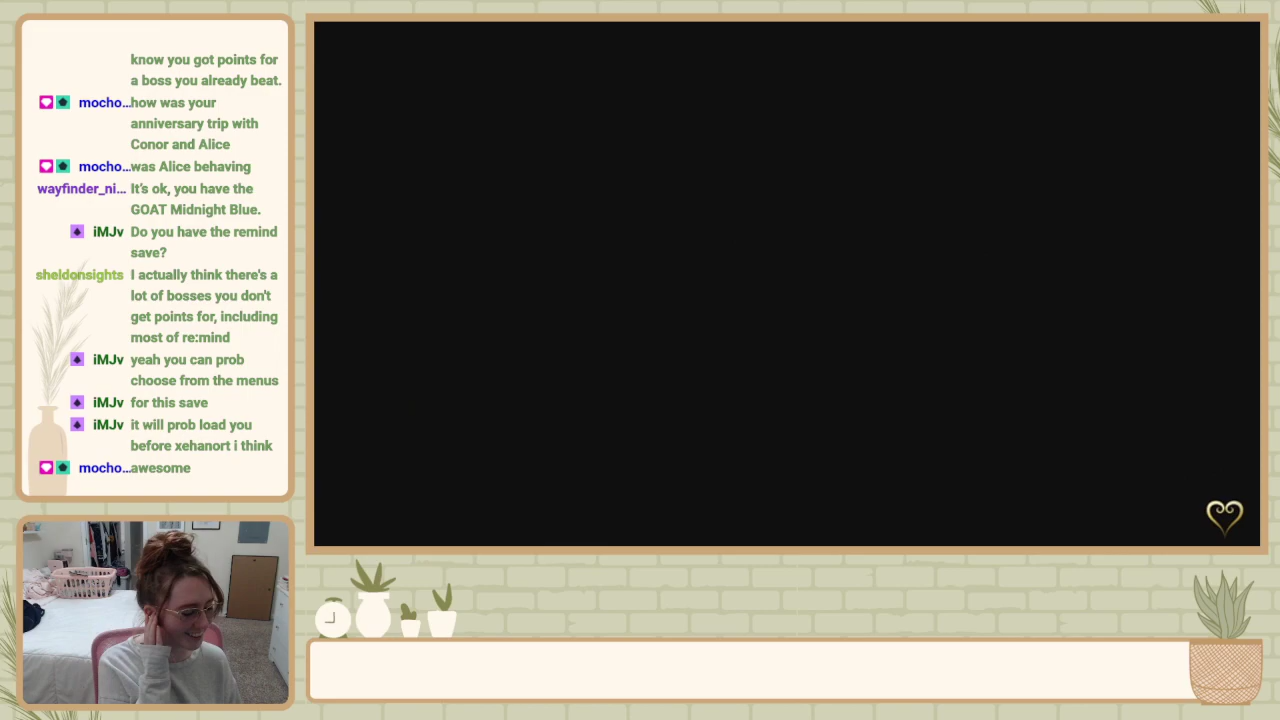 know you got points for
a boss you already beat.
mocho...how was your
anniversary trip with
Conor and Alice
mocho...was Alice behaving
wayfinder_ni... It's ok, you have the
GOAT Midnight Blue.
iMJv Do you have the remind
save?
sheldonsights I actually think there's a
lot of bosses you don't
get points for, including
most of re:mind
iMJv yeah you can prob
choose from the menus
iMJv for this save
iMJv it will prob load you
before xehanort i think
mocho...awesome